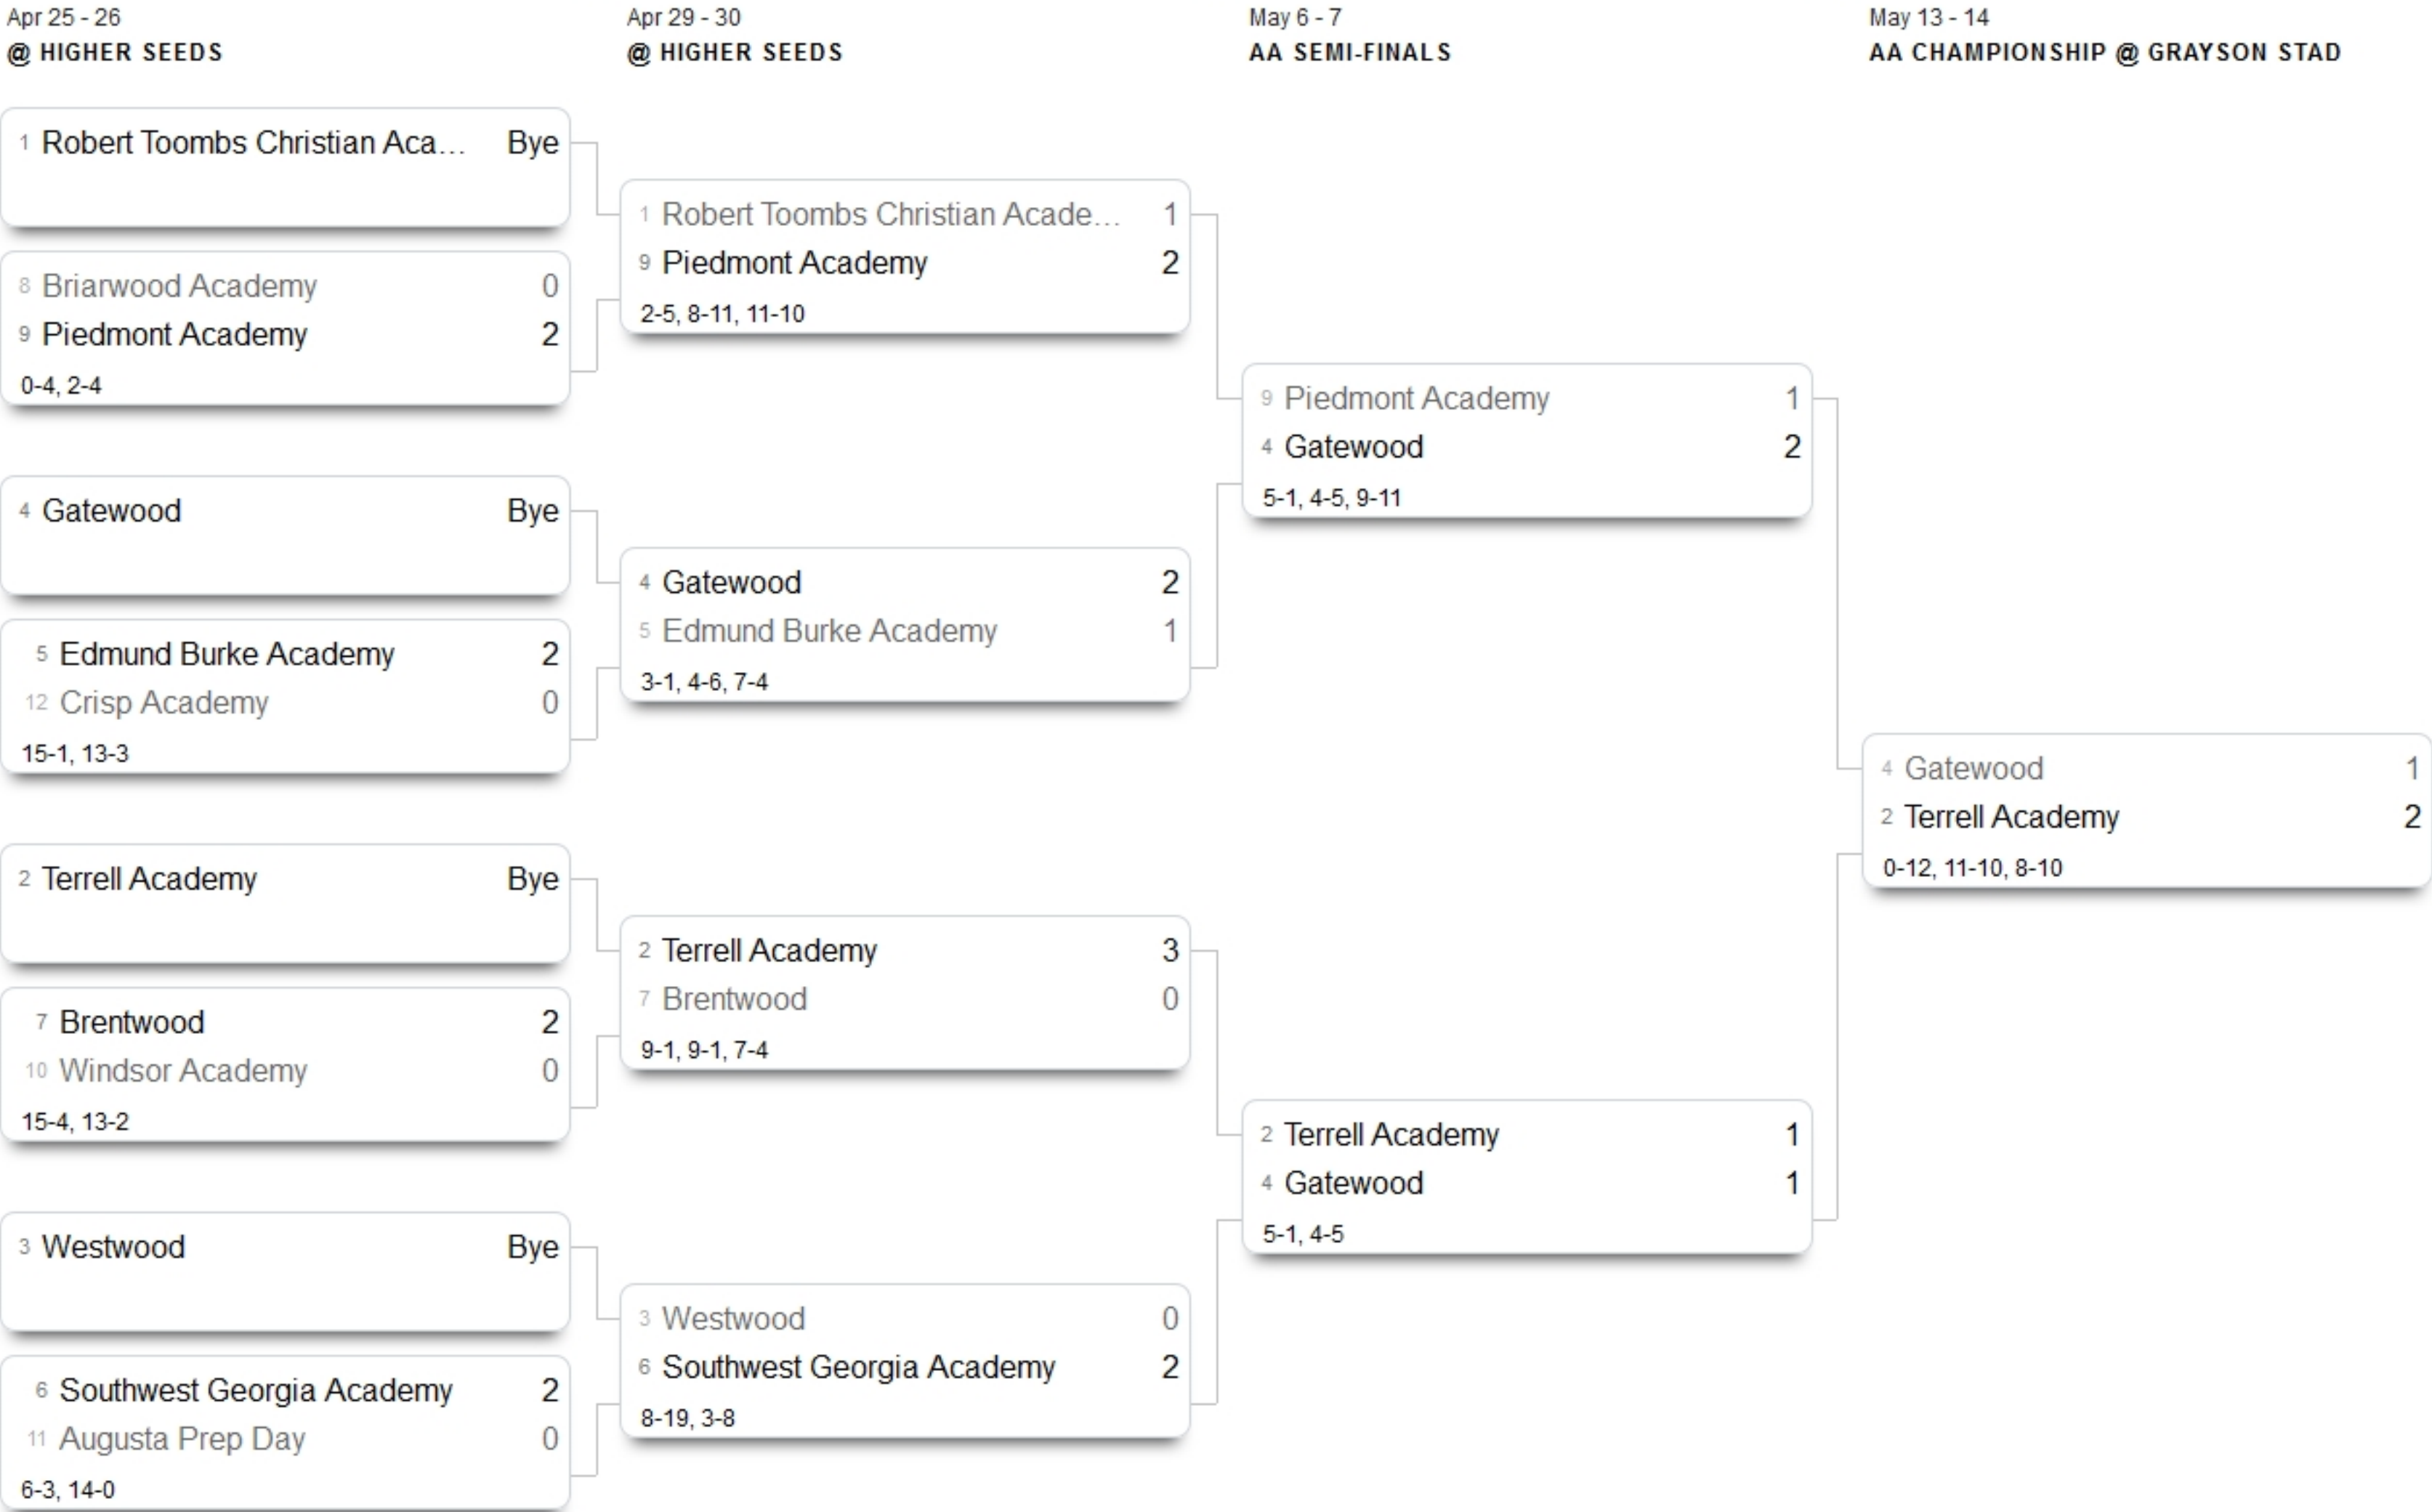 Apr 25 - 26
@ HIGHER SEEDS
1 Robert Toombs Christian Aca... Bye
8 Briarwood Academy 0
9 Piedmont Academy 2
0-4, 2-4
4 Gatewood Bye
5 Edmund Burke Academy 2
12 Crisp Academy 0
15-1, 13-3
2 Terrell Academy Bye
7 Brentwood 2
10 Windsor Academy 0
15-4, 13-2
3 Westwood Bye
6 Southwest Georgia Academy 2
11 Augusta Prep Day 0
6-3, 14-0
Apr 29 - 30
@ HIGHER SEEDS
1 Robert Toombs Christian Acade... 1
9 Piedmont Academy 2
2-5, 8-11, 11-10
4 Gatewood 2
5 Edmund Burke Academy 1
3-1, 4-6, 7-4
2 Terrell Academy 3
7 Brentwood 0
9-1, 9-1, 7-4
3 Westwood 0
6 Southwest Georgia Academy 2
8-19, 3-8
May 6 - 7
AA SEMI-FINALS
9 Piedmont Academy 1
4 Gatewood 2
5-1, 4-5, 9-11
2 Terrell Academy 1
4 Gatewood 1
5-1, 4-5
May 13 - 14
AA CHAMPIONSHIP @ GRAYSON STAD
4 Gatewood 1
2 Terrell Academy 2
0-12, 11-10, 8-10